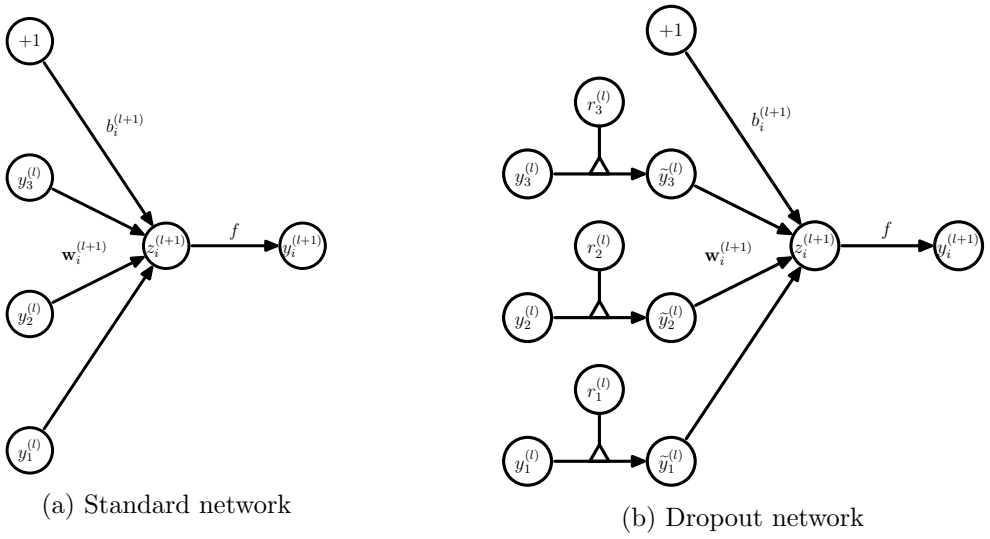 +1
b_i^{(l+1)}
y_3^{(l)}
w_i^{(l+1)}
z_i^{(l+1)}
f
y_i^{(l+1)}
y_2^{(l)}
y_1^{(l)}
(a) Standard network
+1
b_i^{(l+1)}
r_3^{(l)}
y_3^{(l)}
ỹ_3^{(l)}
r_2^{(l)}
w_i^{(l+1)}
z_i^{(l+1)}
f
y_i^{(l+1)}
y_2^{(l)}
ỹ_2^{(l)}
r_1^{(l)}
y_1^{(l)}
ỹ_1^{(l)}
(b) Dropout network